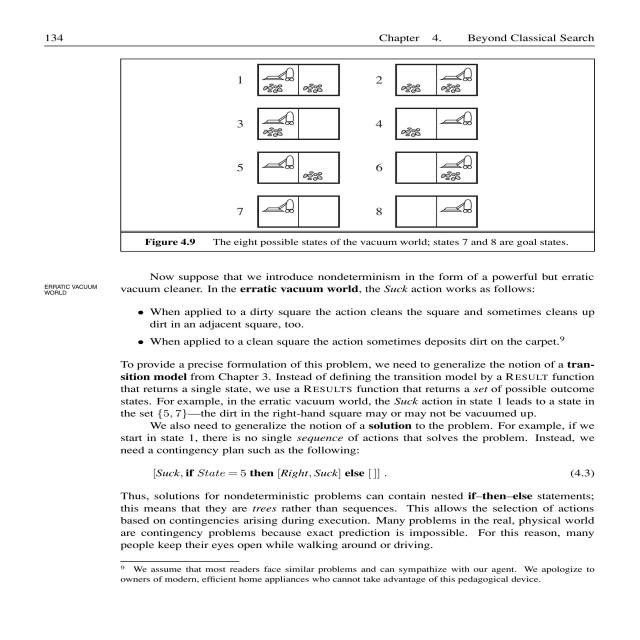 134 Chapter 4. Beyond Classical Search
1 2
3 4
5 6
7 8
Figure 4.9 The eight possible states of the vacuum world; states 7 and 8 are goal states.
Now suppose that we introduce nondeterminism in the form of a powerful but erratic
ERRATIC VACUUM
WORLD
vacuum cleaner. In the erratic vacuum world, the Suck action works as follows:
• When applied to a dirty square the action cleans the square and sometimes cleans up
dirt in an adjacent square, too.
• When applied to a clean square the action sometimes deposits dirt on the carpet.⁹
To provide a precise formulation of this problem, we need to generalize the notion of a tran-
sition model from Chapter 3. Instead of defining the transition model by a RESULT function
that returns a single state, we use a RESULTS function that returns a set of possible outcome
states. For example, in the erratic vacuum world, the Suck action in state 1 leads to a state in
the set {5, 7}—the dirt in the right-hand square may or may not be vacuumed up.
We also need to generalize the notion of a solution to the problem. For example, if we
start in state 1, there is no single sequence of actions that solves the problem. Instead, we
need a contingency plan such as the following:
[Suck, if State = 5 then [Right, Suck] else [ ]] . (4.3)
Thus, solutions for nondeterministic problems can contain nested if–then–else statements;
this means that they are trees rather than sequences. This allows the selection of actions
based on contingencies arising during execution. Many problems in the real, physical world
are contingency problems because exact prediction is impossible. For this reason, many
people keep their eyes open while walking around or driving.
⁹ We assume that most readers face similar problems and can sympathize with our agent. We apologize to
owners of modern, efficient home appliances who cannot take advantage of this pedagogical device.